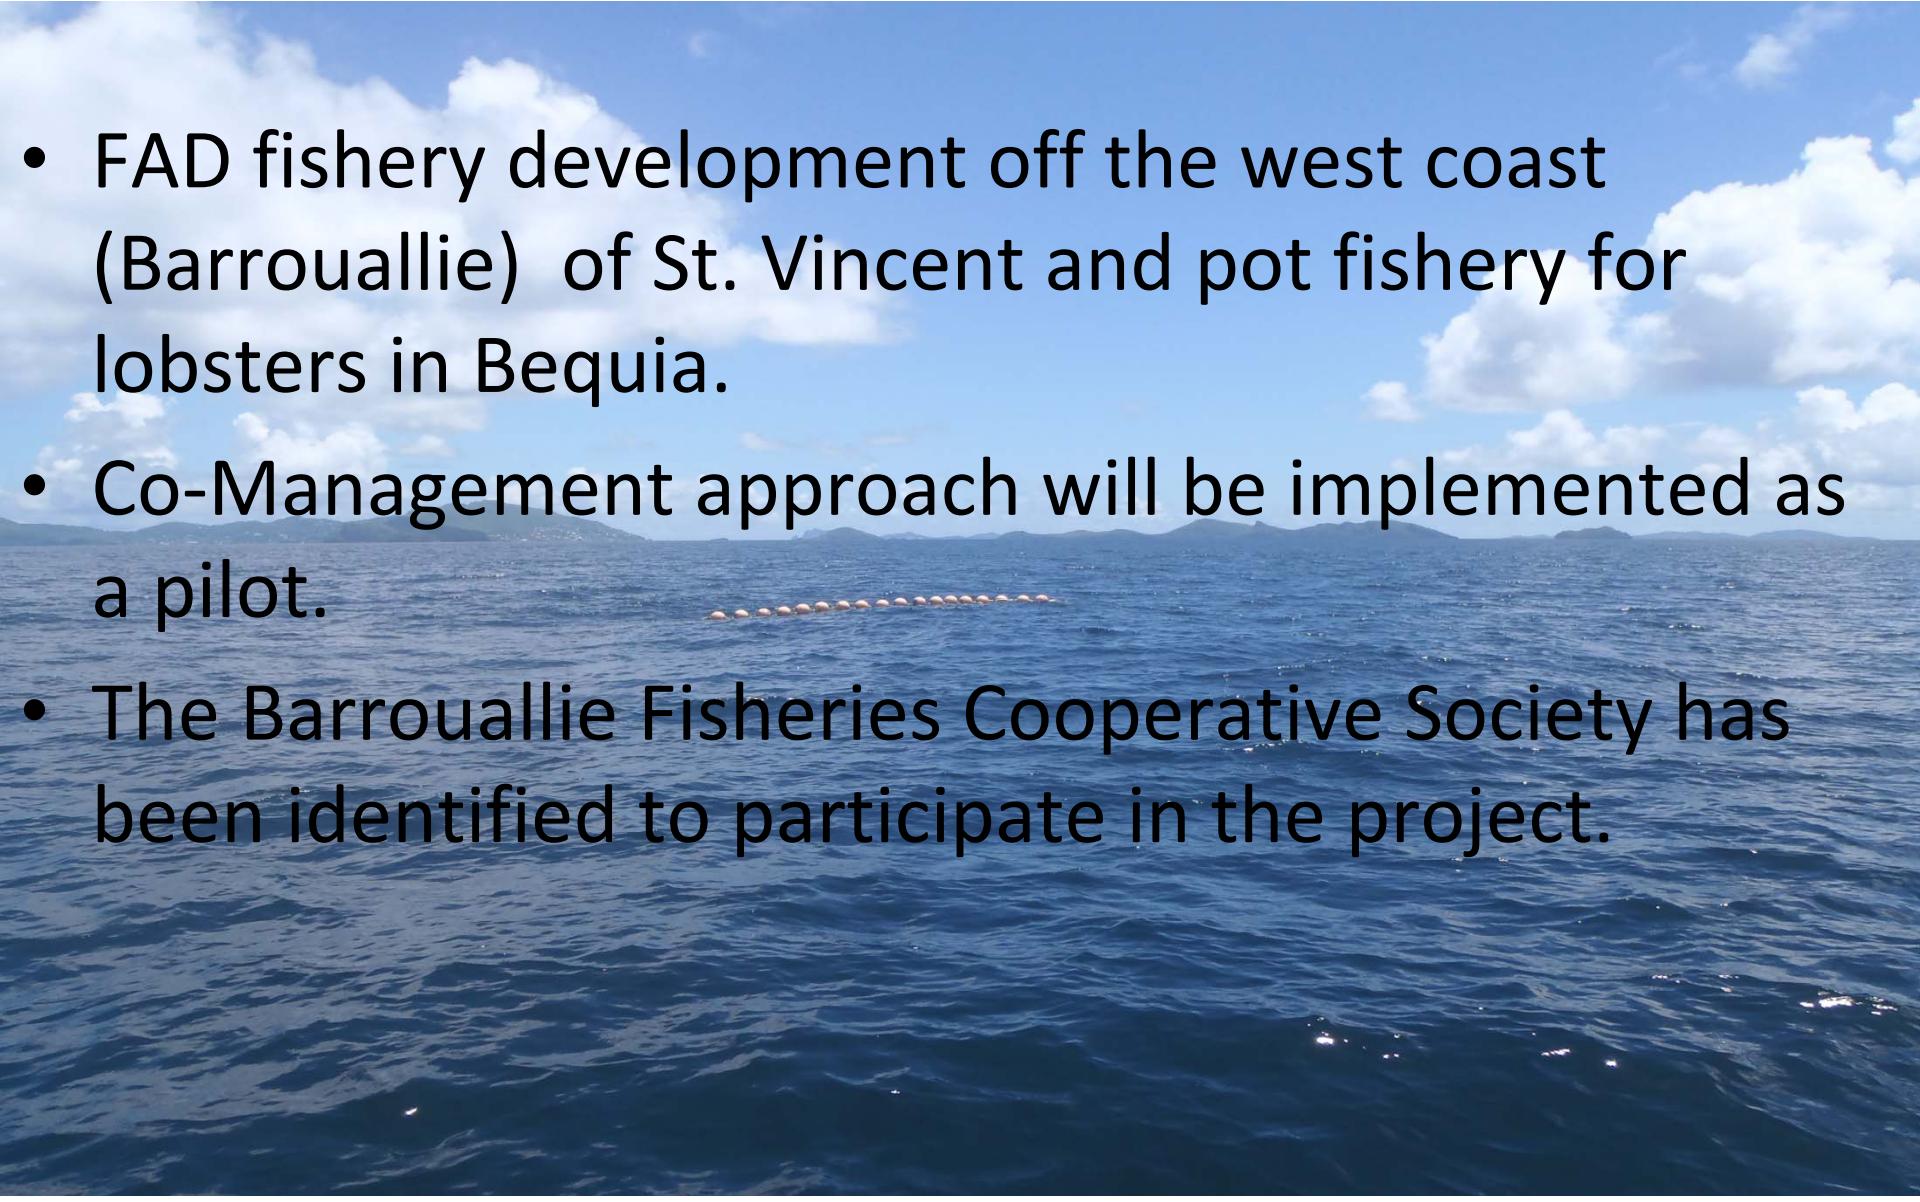 • FAD fishery development off the west coast
(Barrouallie)  of St. Vincent and pot fishery for
lobsters in Bequia.
• Co-Management approach will be implemented as
a pilot.
• The Barrouallie Fisheries Cooperative Society has
been identified to participate in the project.